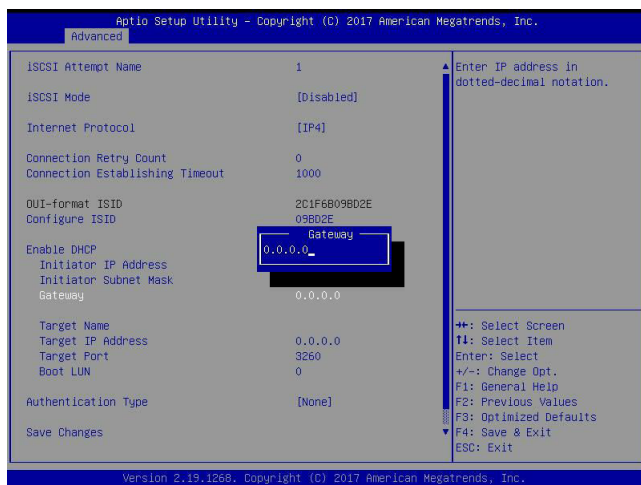 Aptio Setup Utility – Copyright (C) 2017 American Megatrends, Inc.
Advanced
iSCSI Attempt Name 1
iSCSI Mode [Disabled]
Internet Protocol [IP4]
Connection Retry Count 0
Connection Establishing Timeout 1000
OUI-format ISID 2C1F6B09BD2E
Configure ISID 09BD2E
Enable DHCP
Initiator IP Address
Initiator Subnet Mask
Gateway 0.0.0.0
Gateway
0.0.0.0_
Target Name
Target IP Address 0.0.0.0
Target Port 3260
Boot LUN 0
Authentication Type [None]
Save Changes
Enter IP address in
dotted-decimal notation.
→←: Select Screen
↑↓: Select Item
Enter: Select
+/-: Change Opt.
F1: General Help
F2: Previous Values
F3: Optimized Defaults
F4: Save & Exit
ESC: Exit
Version 2.19.1268. Copyright (C) 2017 American Megatrends, Inc.